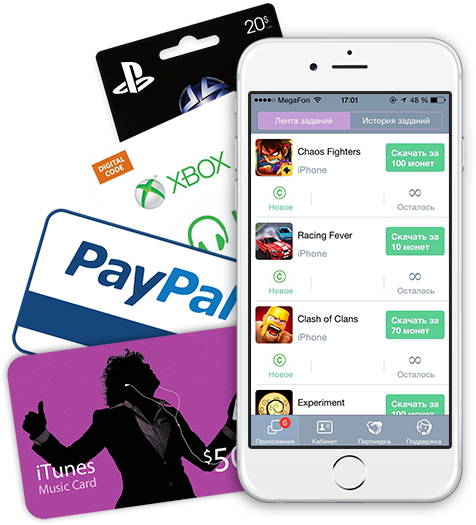 20$
DIGITAL
CODE
XBOX
PayPal
iTunes
Music Card
$50
MegaFon
17:01
48 %
Лента заданий
История заданий
Chaos Fighters
iPhone
Скачать за
100 монет
Новое
∞
Осталось
Racing Fever
iPhone
Скачать за
10 монет
Новое
∞
Осталось
Clash of Clans
iPhone
Скачать за
70 монет
Новое
∞
Осталось
Experiment
Скачать за
100 монет
6
Приложения
Кабинет
Партнерка
Поддержка